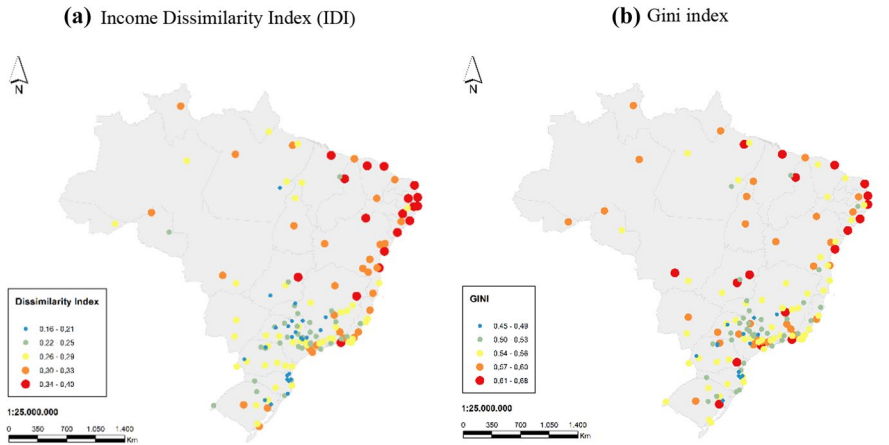 (a) Income Dissimilarity Index (IDI)
N
Dissimilarity Index
0.16 - 0,21
0.22 - 0.25
0.26 - 0.29
0.30 - 0.33
0.34 - 0.40
1:25.000.000
0 350 700 1.050 1.400
Km
(b) Gini index
N
GINI
0,45 - 0,49
0,50 - 0,53
0,54 - 0,56
0,57 - 0,60
0,61 - 0,68
1:25.000.000
0 350 700 1.050 1.400
Km